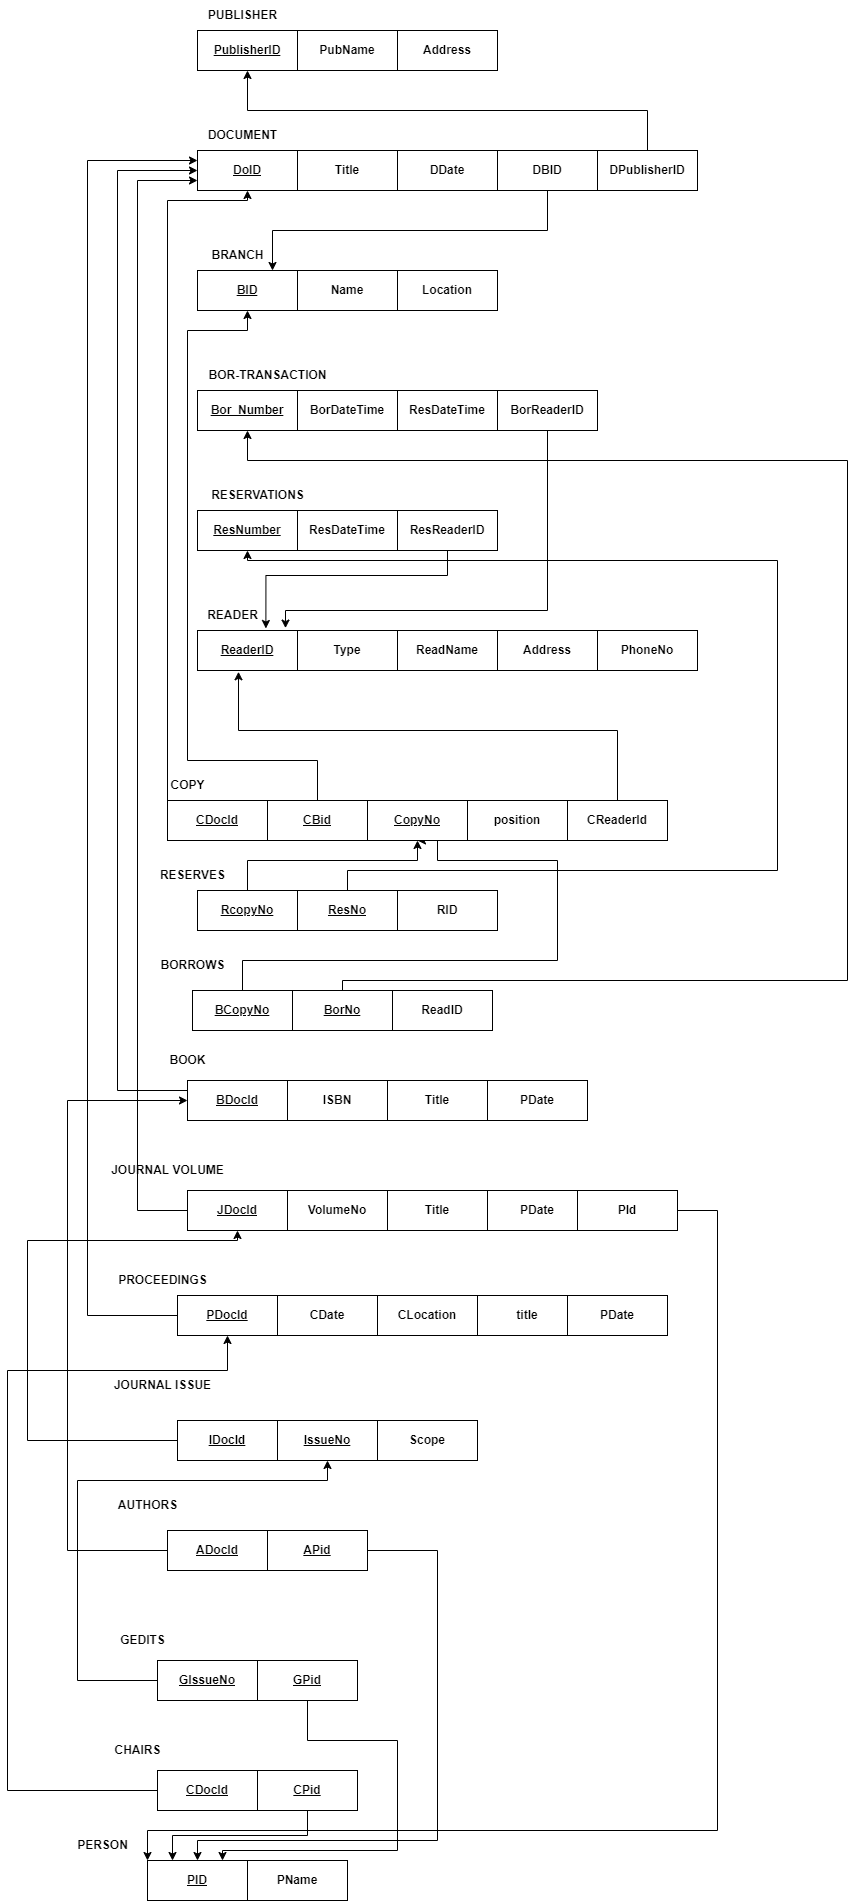 PUBLISHER
PublisherID PubName Address
DOCUMENT
DoID Title DDate DBID DPublisherID
BRANCH
BID Name Location
BOR-TRANSACTION
Bor_Number BorDateTime ResDateTime BorReaderID
RESERVATIONS
ResNumber ResDateTime ResReaderID
READER
ReaderID Type ReadName Address PhoneNo
COPY
CDocId CBid CopyNo position CReaderId
RESERVES
RcopyNo ResNo RID
BORROWS
BCopyNo BorNo ReadID
BOOK
BDocId ISBN Title PDate
JOURNAL VOLUME
JDocId VolumeNo Title PDate PId
PROCEEDINGS
PDocId CDate CLocation title PDate
JOURNAL ISSUE
IDocId IssueNo Scope
AUTHORS
ADocId APid
GEDITS
GIssueNo GPid
CHAIRS
CDocId CPid
PERSON
PID PName